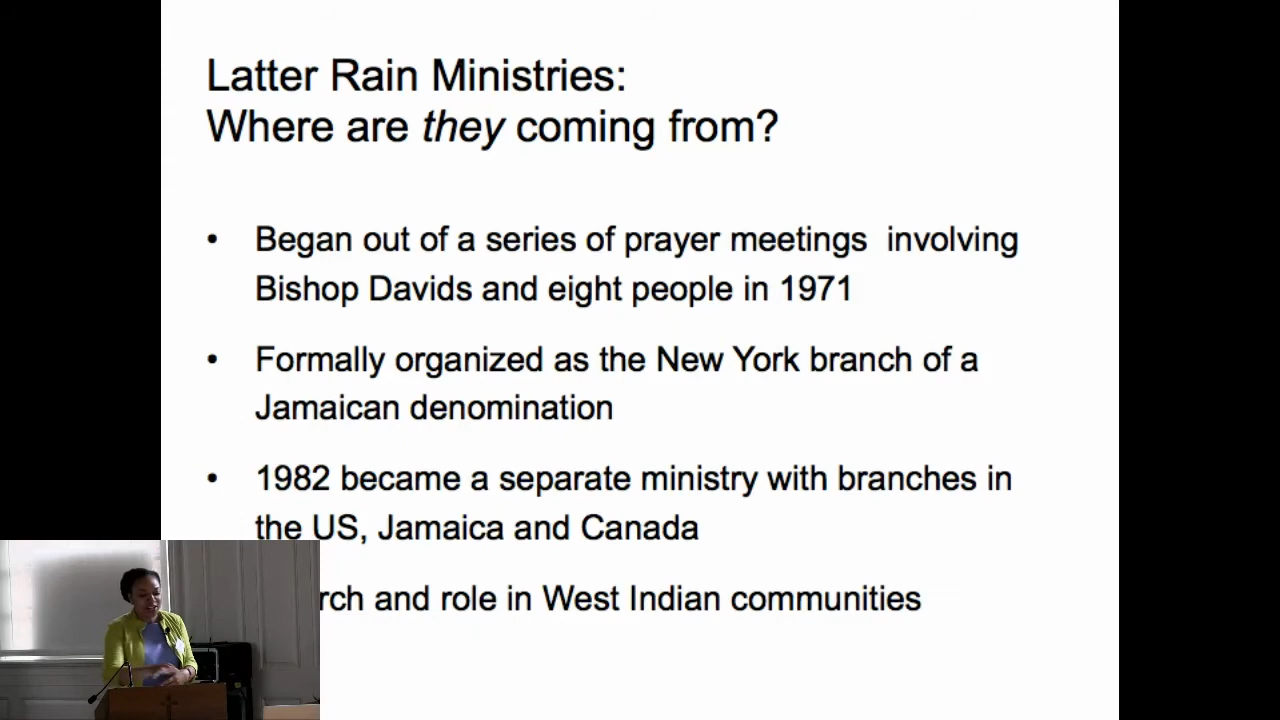 Latter Rain Ministries:
Where are they coming from?
• Began out of a series of prayer meetings involving
Bishop Davids and eight people in 1971
• Formally organized as the New York branch of a
Jamaican denomination
• 1982 became a separate ministry with branches in
the US, Jamaica and Canada
and role in West Indian communities